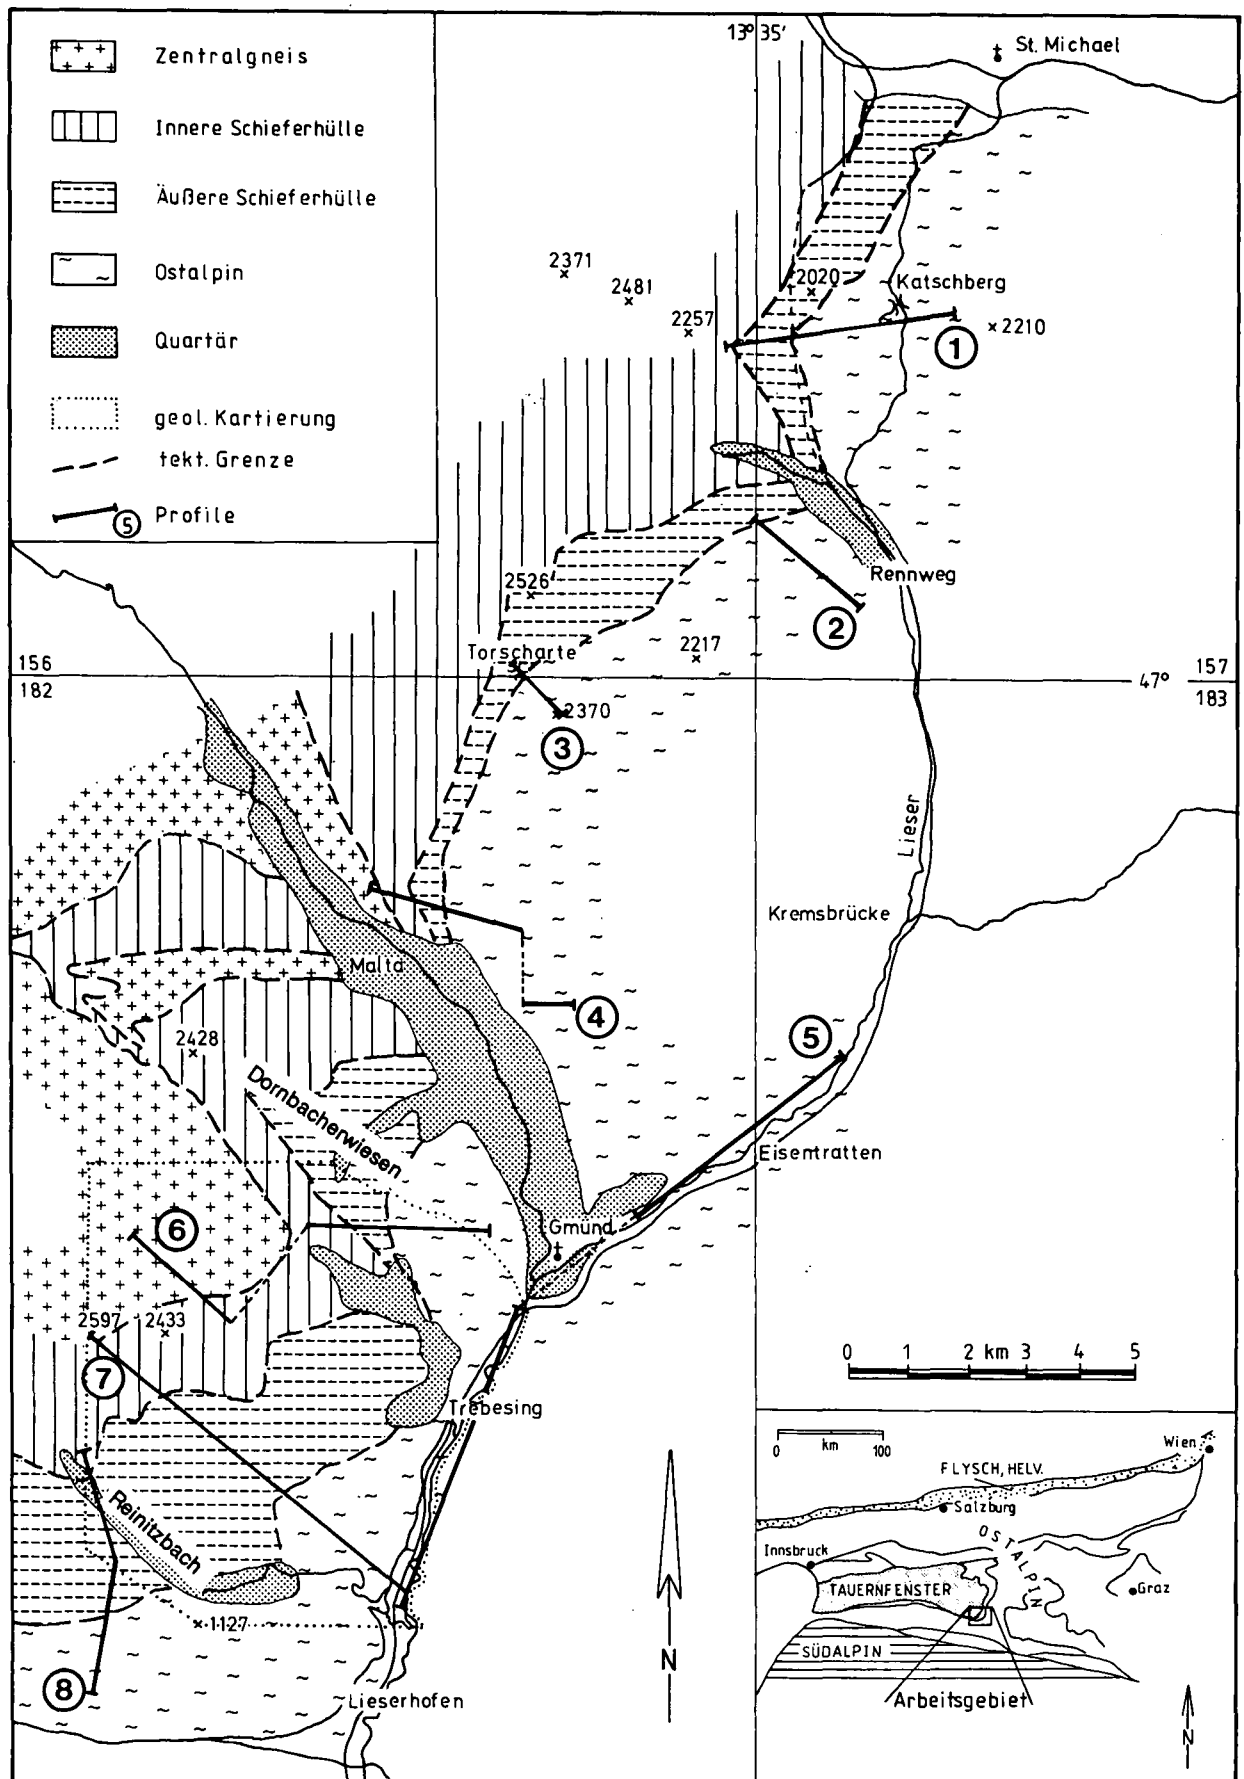 Zentralgneis
Innere Schieferhülle
Äußere Schieferhülle
Ostalpin
Quartär
geol. Kartierung
tekt. Grenze
5 Profile
13° 35'
St. Michael
2371
2481
2257
2020
Katschberg
2210
1
Rennweg
2
2526
2217
Torscharte
156
182
47°
157
183
2370
3
Lieser
Kremsbrücke
Malta
4
5
2428
Dornbacherwiesen
Eisentratten
6
Gmünd
2597
2433
7
Trebesing
0 1 2 km 3 4 5
Reinitzbach
1127
8
Lieserhofen
N
0 km 100
Wien
FLYSCH, HELV.
Salzburg
OSTALPIN
Innsbruck
TAUERNFENSTER
Graz
SÜDALPIN
Arbeitsgebiet
N